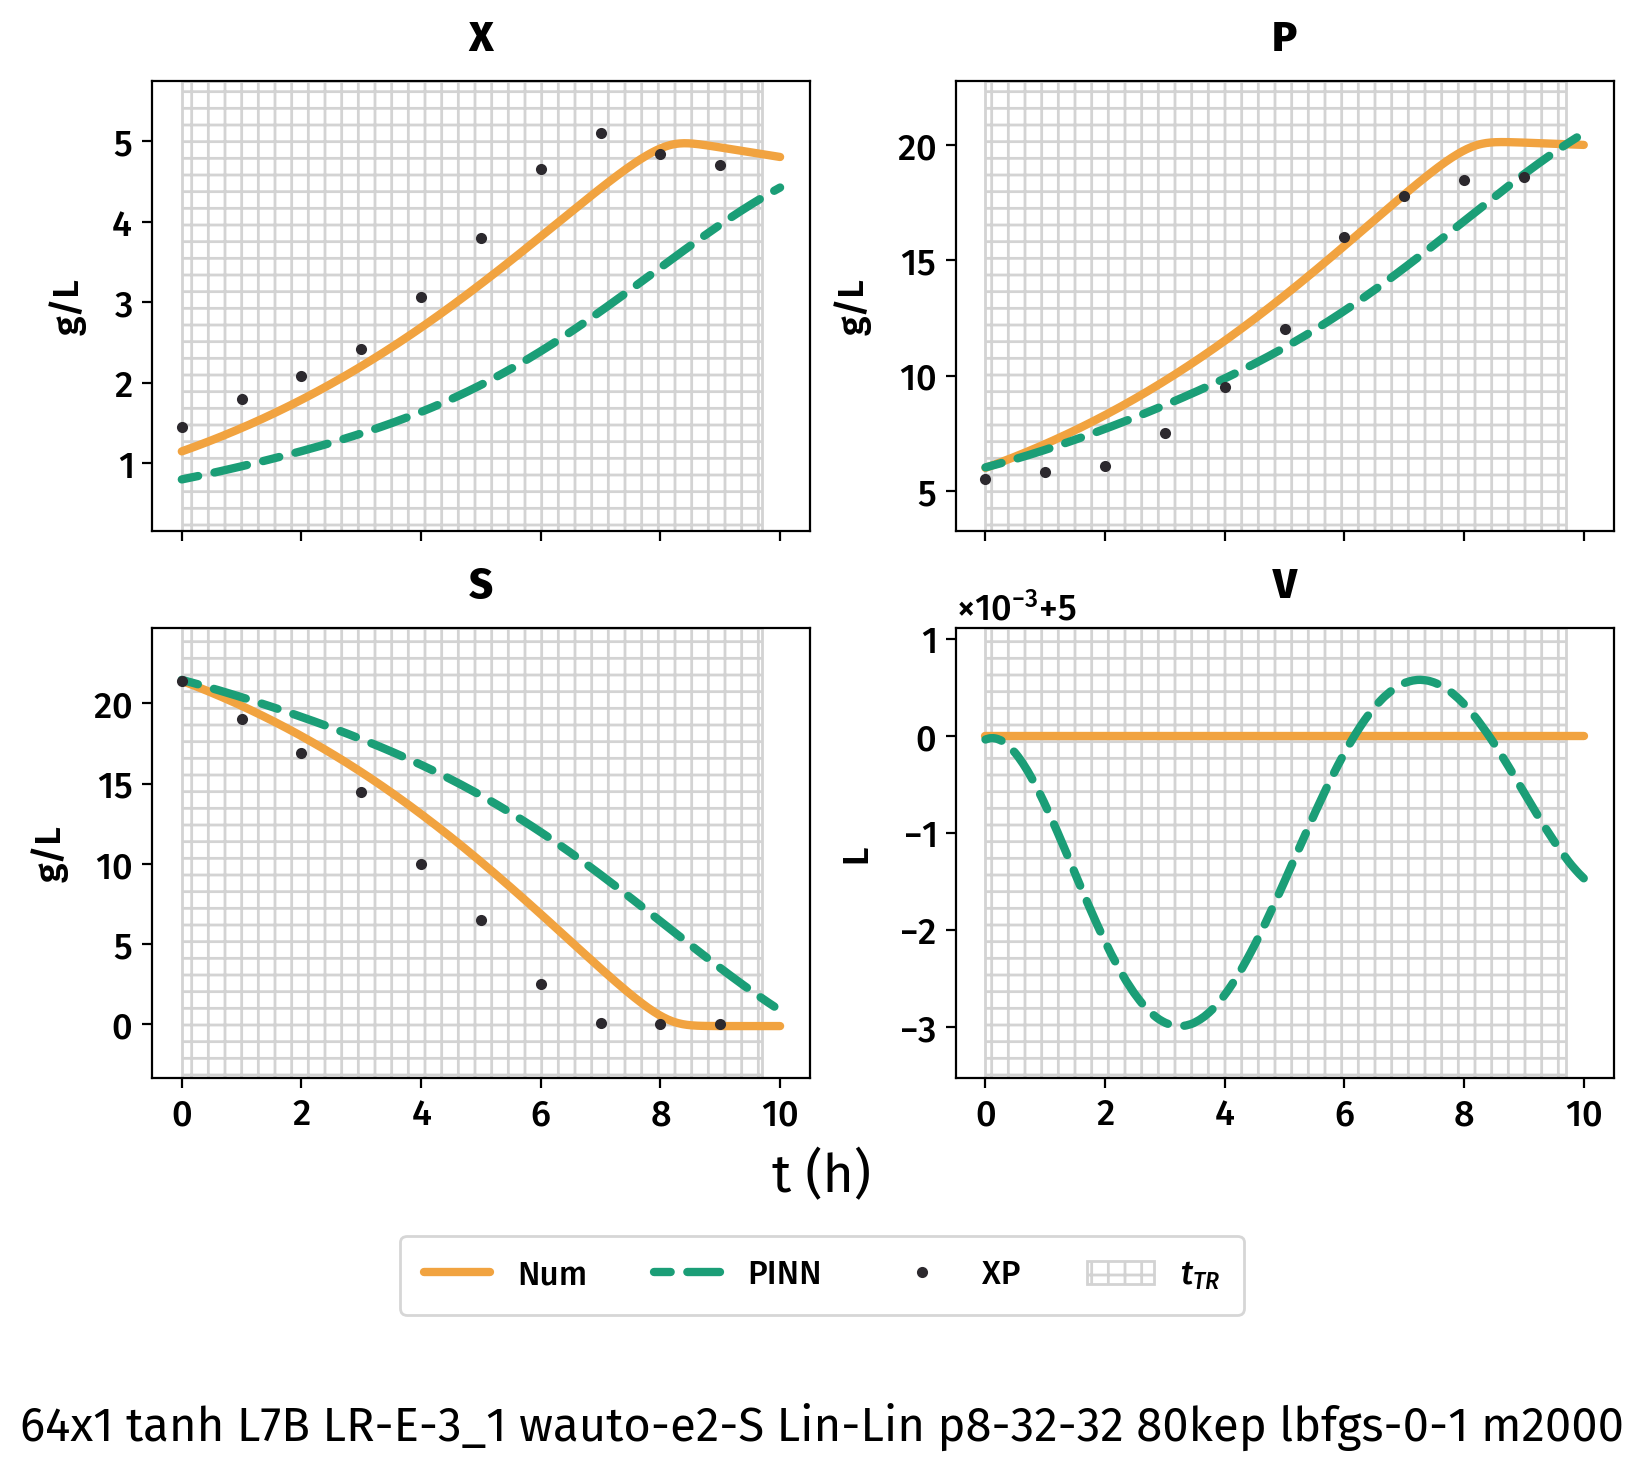 X
P
5
4
3
2
1
g/L
20
15
10
5
g/L
S
V
×10⁻³+5
20
15
10
5
0
g/L
1
0
−1
−2
−3
L
0 2 4 6 8 10
0 2 4 6 8 10
t (h)
Num PINN XP t_TR
64x1 tanh L7B LR-E-3_1 wauto-e2-S Lin-Lin p8-32-32 80kep lbfgs-0-1 m2000